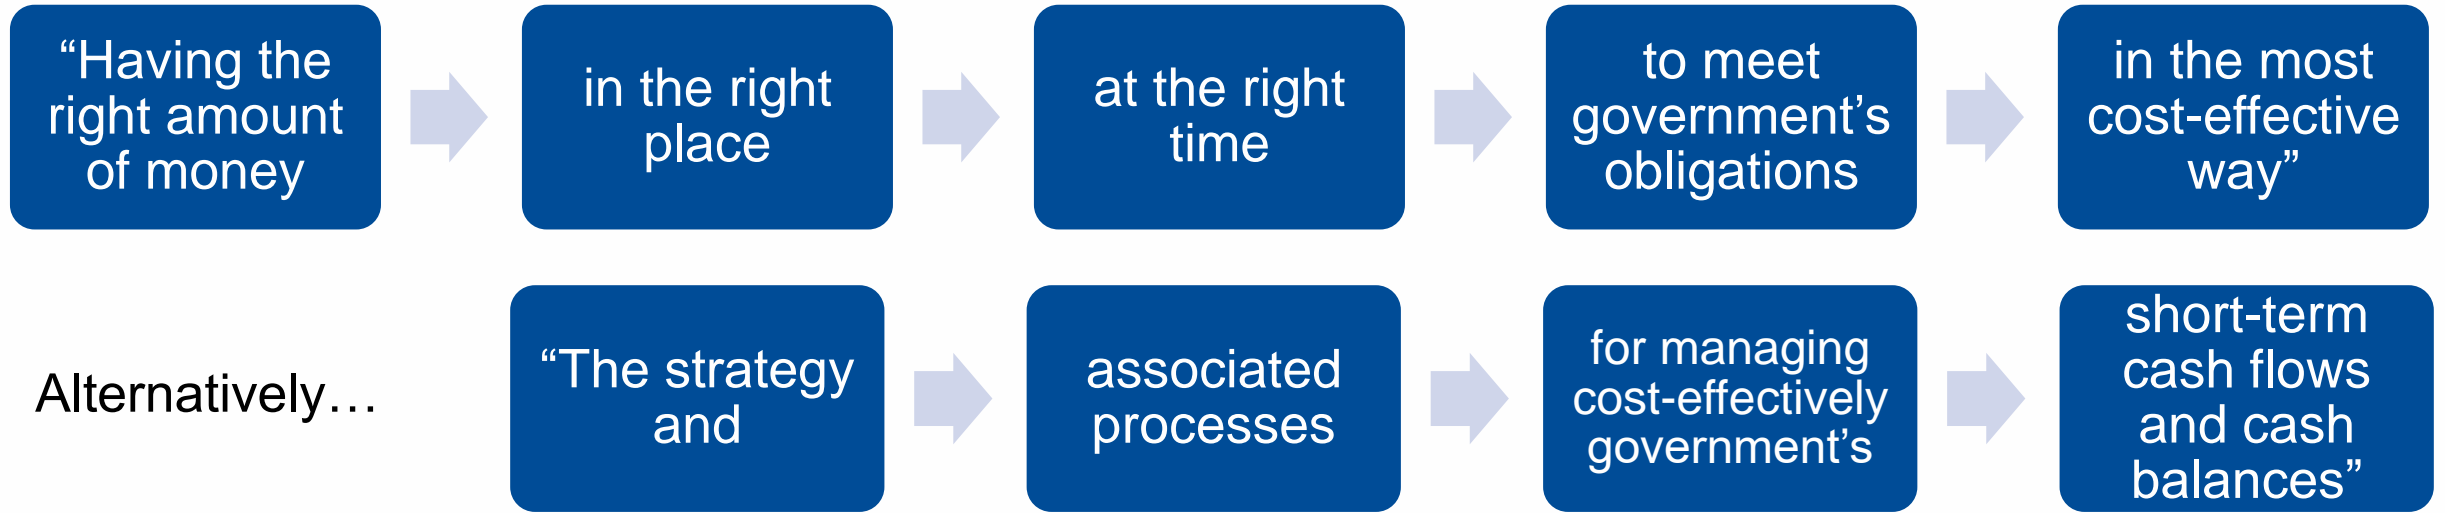 “Having the
right amount
of money
in the right
place
at the right
time
to meet
government’s
obligations
in the most
cost-effective
way”
Alternatively…
“The strategy
and
associated
processes
for managing
cost-effectively
government’s
short-term
cash flows
and cash
balances”